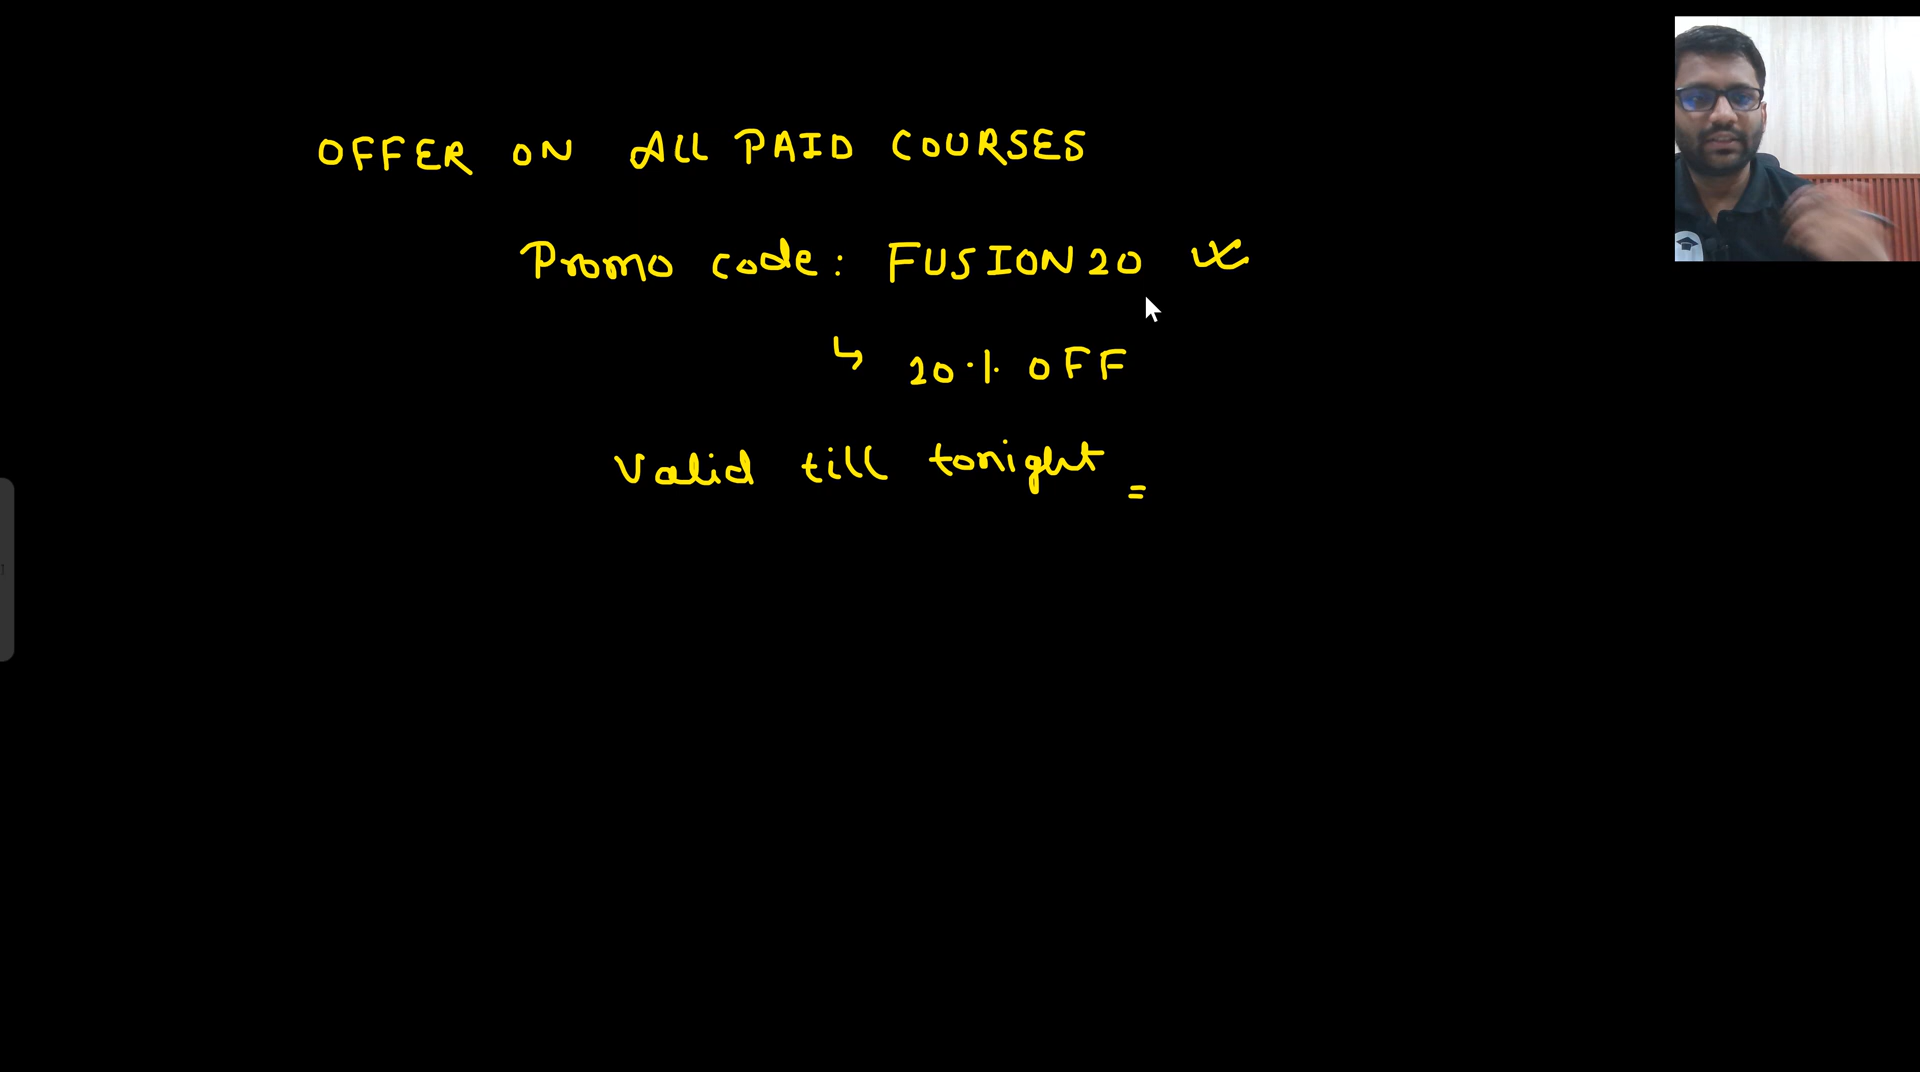 OFFER ON ALL PAID COURSES
Promo code: FUSION20
↳ 20% OFF
Valid till tonight